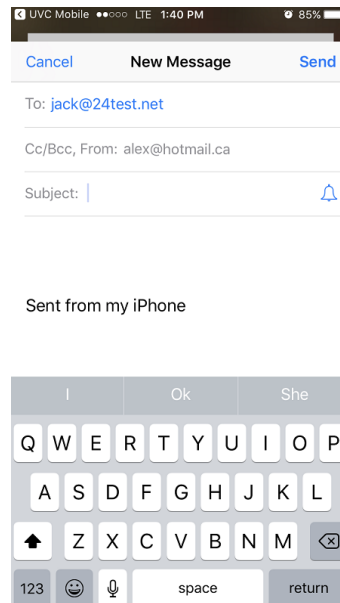 UVC Mobile LTE 1:40 PM 85%
Cancel New Message Send
To: jack@24test.net
Cc/Bcc, From: alex@hotmail.ca
Subject:
Sent from my iPhone
I Ok She
Q W E R T Y U I O P
A S D F G H J K L
Z X C V B N M
123 space return